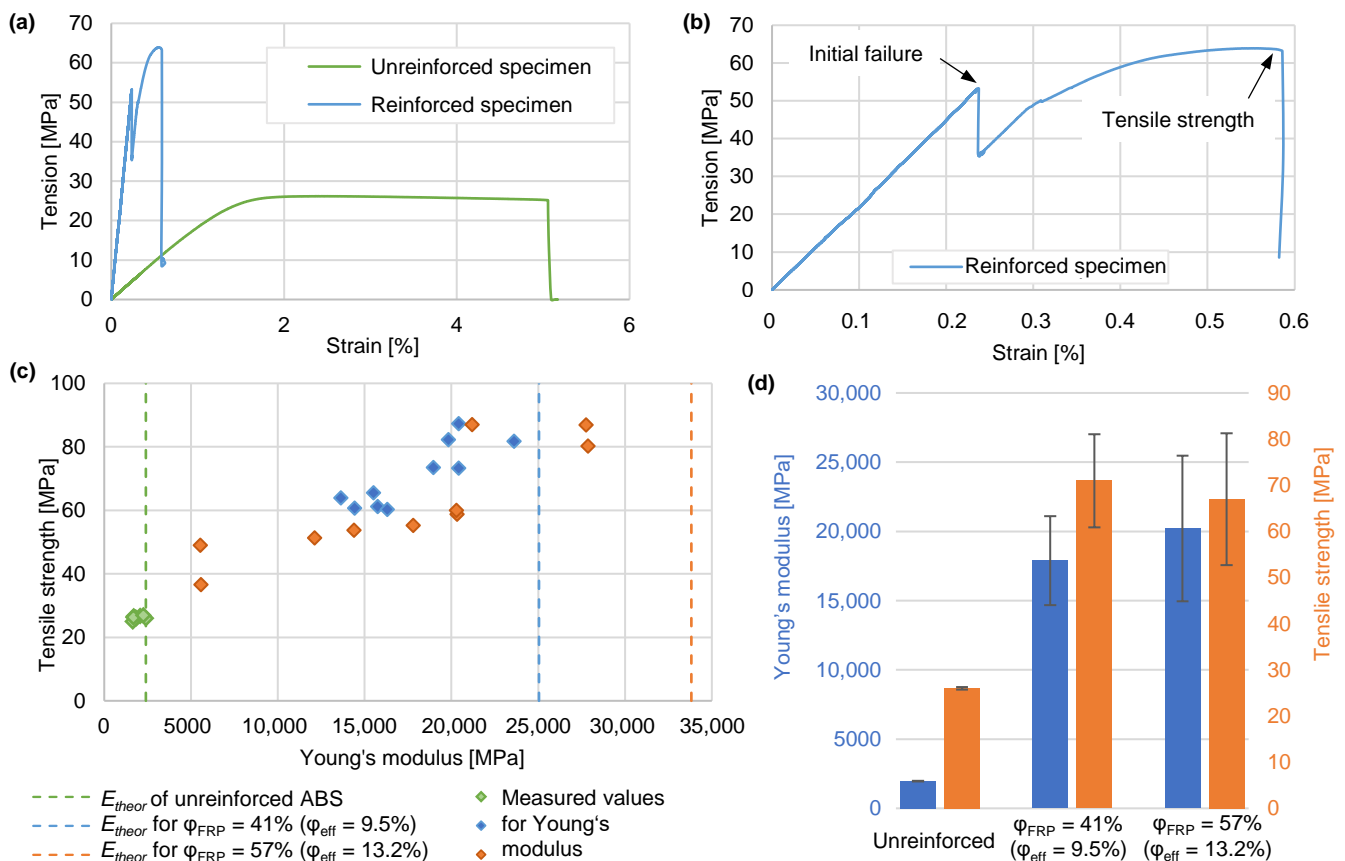 (a)
70
60
50
40
30
20
10
0
Tension [MPa]
Unreinforced specimen
Reinforced specimen
0
2
4
6
Strain [%]
(b)
70
60
50
40
30
20
10
0
Tension [MPa]
Initial failure
Tensile strength
Reinforced specimen
0
0.1
0.2
0.3
0.4
0.5
0.6
Strain [%]
(c)
100
80
60
40
20
0
Tensile strength [MPa]
0
5000
10,000
15,000
20,000
25,000
30,000
35,000
Young's modulus [MPa]
E_theor of unreinforced ABS
E_theor for φ_FRP = 41% (φ_eff = 9.5%)
E_theor for φ_FRP = 57% (φ_eff = 13.2%)
Measured values
for Young‘s
modulus
(d)
30,000
25,000
20,000
15,000
10,000
5000
0
Young’s modulus [MPa]
90
80
70
60
50
40
30
20
10
0
Tenslie strength [MPa]
Unreinforced
φ_FRP = 41%
(φ_eff = 9.5%)
φ_FRP = 57%
(φ_eff = 13.2%)